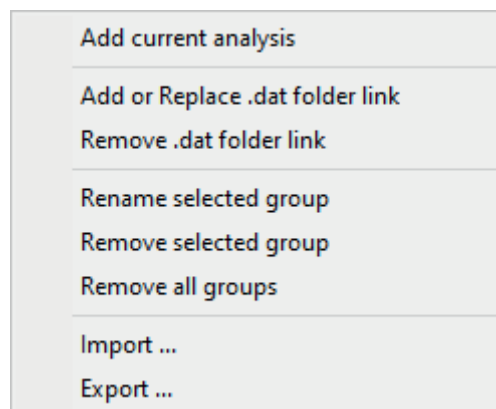 Add current analysis
Add or Replace .dat folder link
Remove .dat folder link
Rename selected group
Remove selected group
Remove all groups
Import ...
Export ...